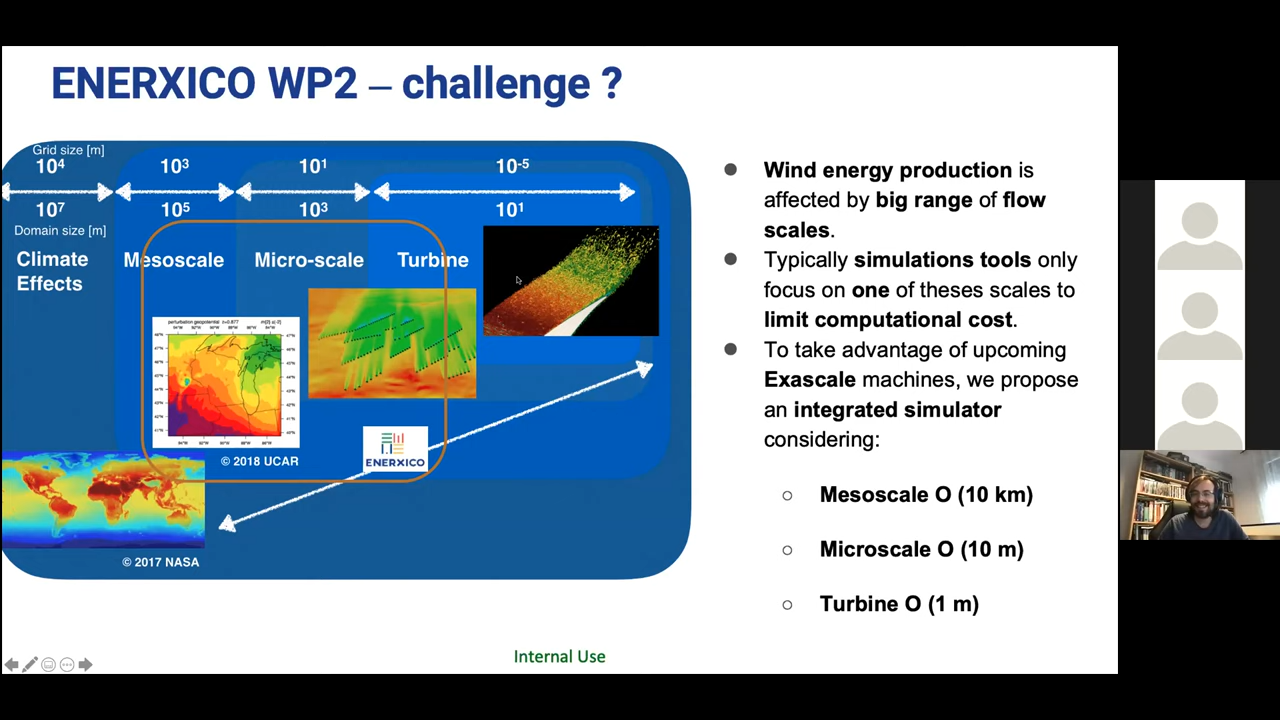 ENERXICO WP2 – challenge ?
Grid size [m]
10⁴
10³
10¹
10⁻⁵
10⁷
10⁵
10³
10¹
Domain size [m]
Climate
Effects
Mesoscale
Micro-scale
Turbine
ENERXICO
© 2018 UCAR
© 2017 NASA
● Wind energy production is
affected by big range of flow
scales.
● Typically simulations tools only
focus on one of theses scales to
limit computational cost.
● To take advantage of upcoming
Exascale machines, we propose
an integrated simulator
considering:
○ Mesoscale O (10 km)
○ Microscale O (10 m)
○ Turbine O (1 m)
Internal Use